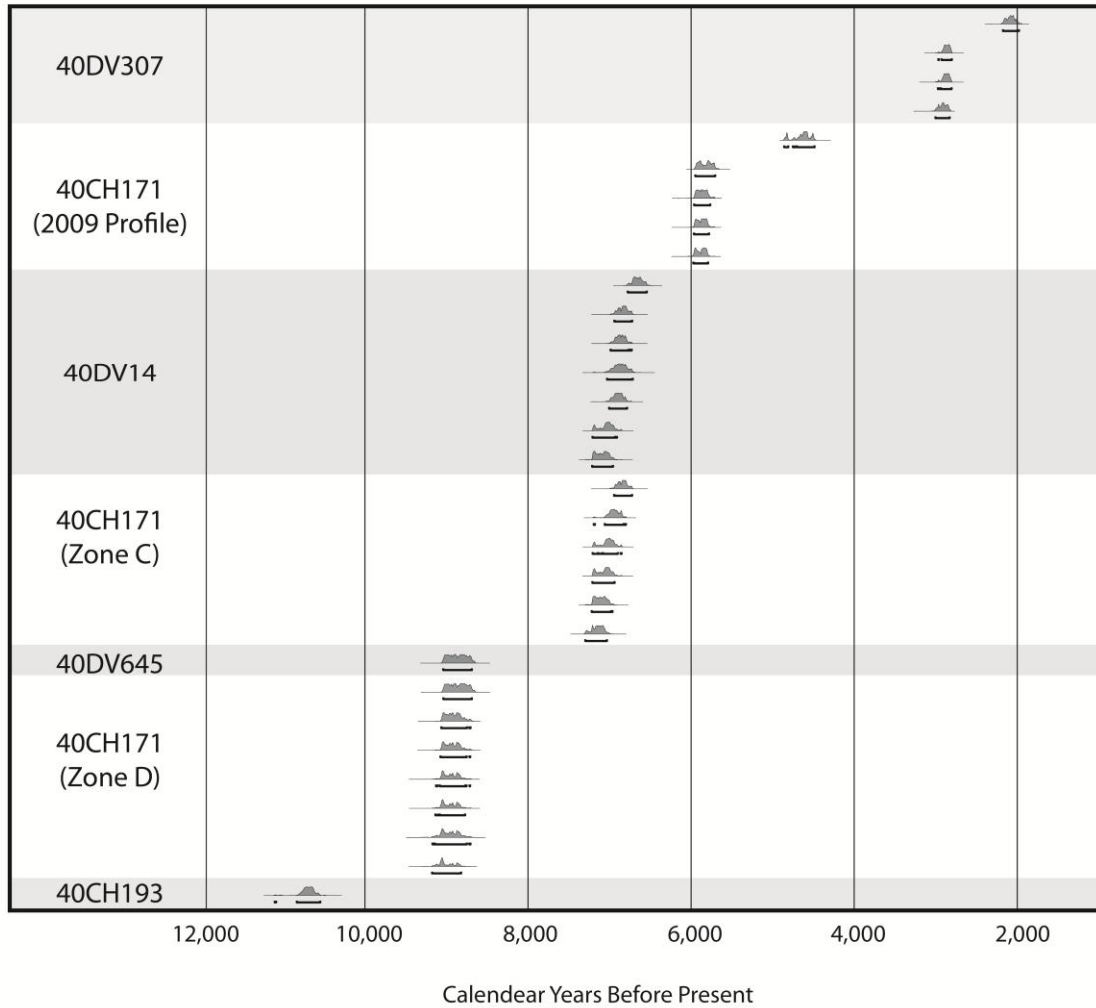 40DV307
40CH171
(2009 Profile)
40DV14
40CH171
(Zone C)
40DV645
40CH171
(Zone D)
40CH193
12,000 10,000 8,000 6,000 4,000 2,000
Calendear Years Before Present